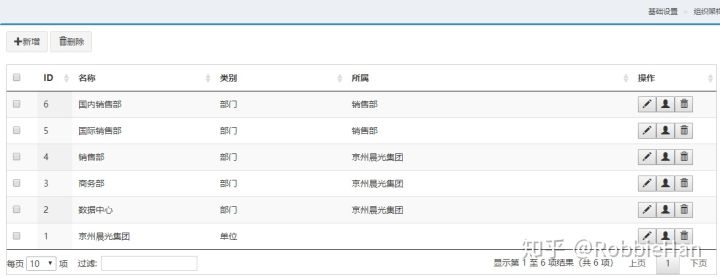 基础设置 » 组织架构
新增 删除
ID 名称 类别 所属 操作
6 国内销售部 部门 销售部
5 国际销售部 部门 销售部
4 销售部 部门 京州晨光集团
3 商务部 部门 京州晨光集团
2 数据中心 部门 京州晨光集团
1 京州晨光集团 单位
每页 10 项 过滤: 显示第 1 至 6 项结果（共 6 项） 上页 1 下页
知乎 @RobbieHan